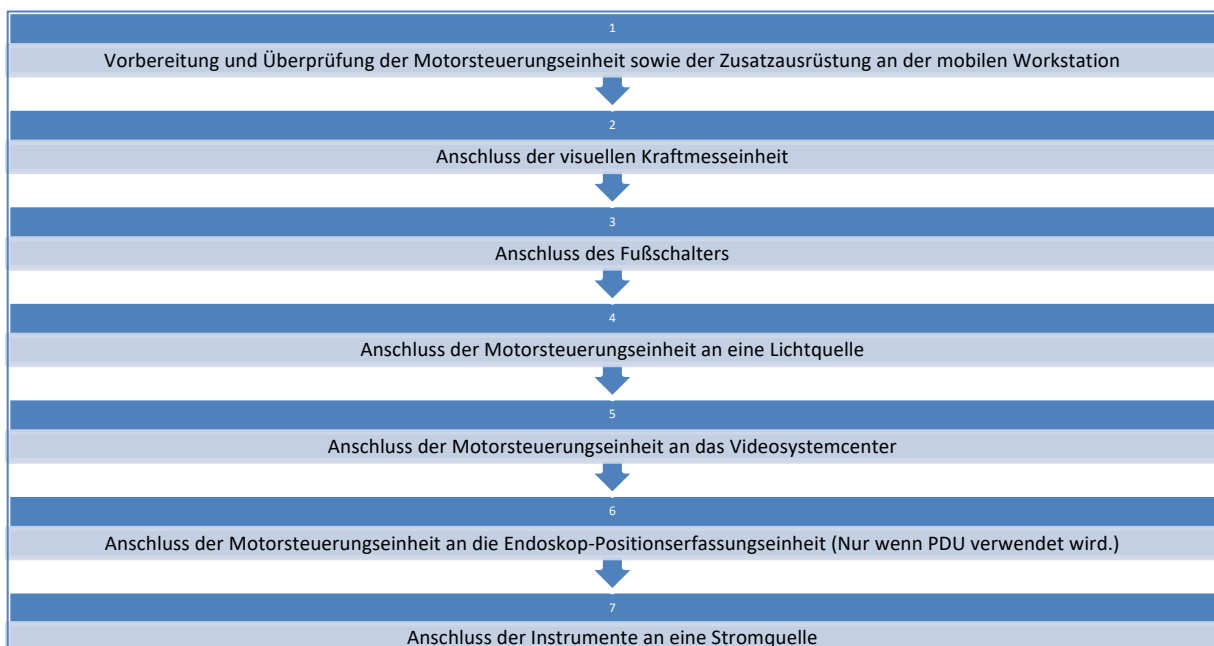 1
Vorbereitung und Überprüfung der Motorsteuerungseinheit sowie der Zusatzausrüstung an der mobilen Workstation
2
Anschluss der visuellen Kraftmesseinheit
3
Anschluss des Fußschalters
4
Anschluss der Motorsteuerungseinheit an eine Lichtquelle
5
Anschluss der Motorsteuerungseinheit an das Videosystemcenter
6
Anschluss der Motorsteuerungseinheit an die Endoskop-Positionserfassungseinheit (Nur wenn PDU verwendet wird.)
7
Anschluss der Instrumente an eine Stromquelle